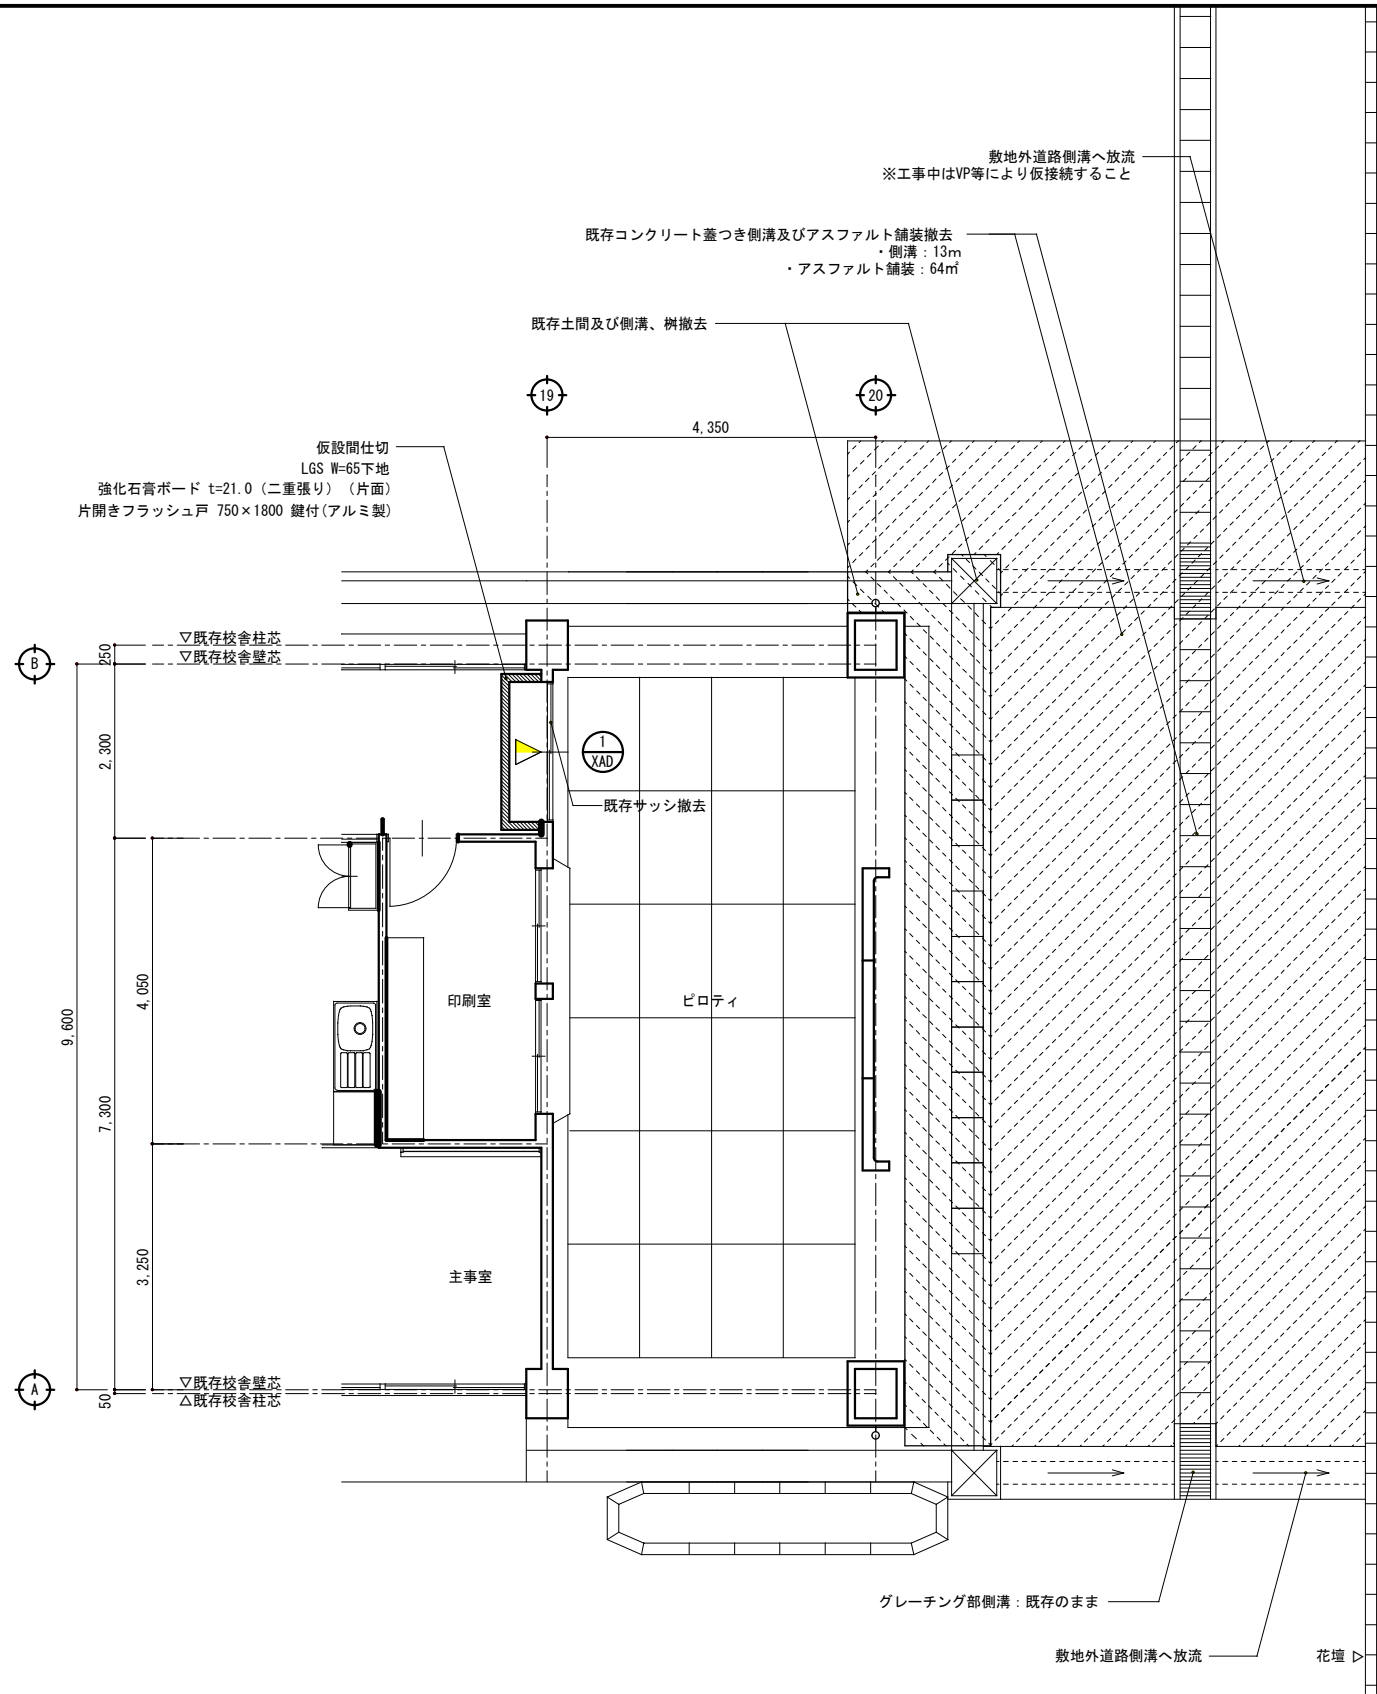 敷地外道路側溝へ放流
※工事中はVP等により仮接続すること
既存コンクリート蓋つき側溝及びアスファルト舗装撤去
・側溝：13m
・アスファルト舗装：64㎡
既存土間及び側溝、桝撤去
19
20
4,350
仮設間仕切
LGS W=65下地
強化石膏ボード t=21.0（二重張り）（片面）
片開きフラッシュ戸 750×1800 鍵付(アルミ製)
▽既存校舎柱芯
▽既存校舎壁芯
250
B
2,300
1
XAD
既存サッシ撤去
印刷室
ピロティ
4,050
9,600
7,300
3,250
主事室
▽既存校舎壁芯
△既存校舎柱芯
A
50
グレーチング部側溝：既存のまま
敷地外道路側溝へ放流
花壇 ▷